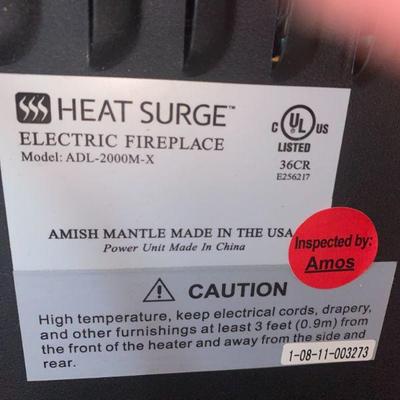 HEAT SURGE™
ELECTRIC FIREPLACE
Model: ADL-2000M-X
C UL US
LISTED
36CR
E256217
AMISH MANTLE MADE IN THE USA
Power Unit Made In China
Inspected by:
Amos
CAUTION
High temperature, keep electrical cords, drapery,
and other furnishings at least 3 feet (0.9m) from
the front of the heater and away from the side and
rear.
1-08-11-003273